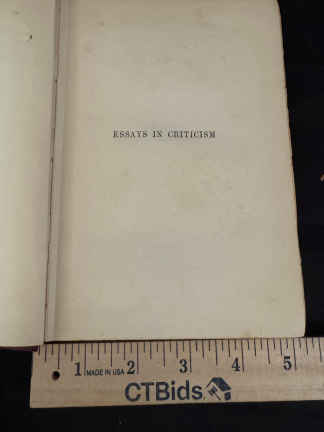 ESSAYS IN CRITICISM
1 MADE IN USA 2 3 4 5
CTBids